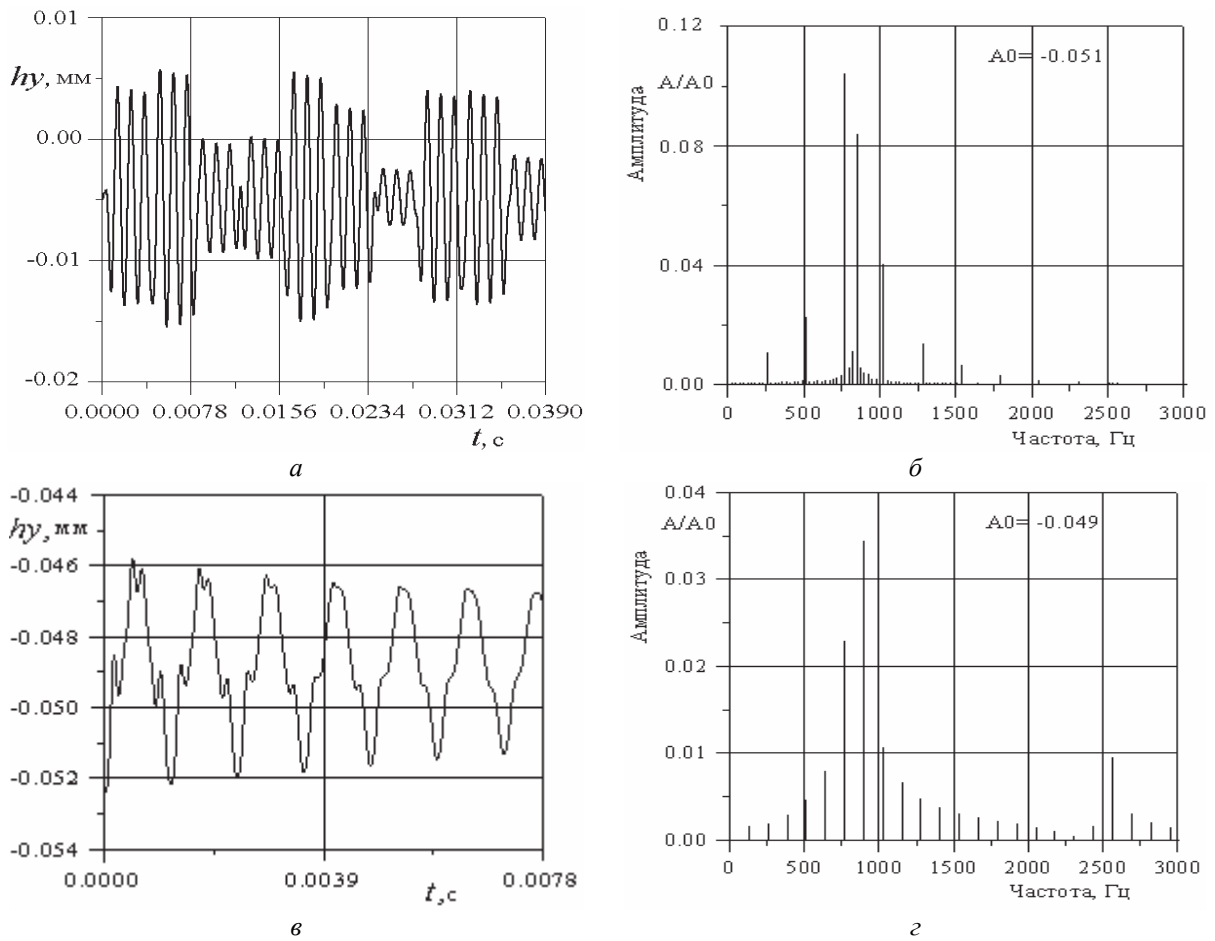 0.01
hy, мм
0.00
-0.01
-0.02
0.0000 0.0078 0.0156 0.0234 0.0312 0.0390
t, с
а
0.12
A/A0
0.08
0.04
0.00
Амплитуда
A0= -0.051
0 500 1000 1500 2000 2500 3000
Частота, Гц
б
-0.044
hy, мм
-0.046
-0.048
-0.050
-0.052
-0.054
0.0000 0.0039 0.0078
t,с
в
0.04
A/A0
0.03
0.02
0.01
0.00
Амплитуда
A0= -0.049
0 500 1000 1500 2000 2500 3000
Частота, Гц
г